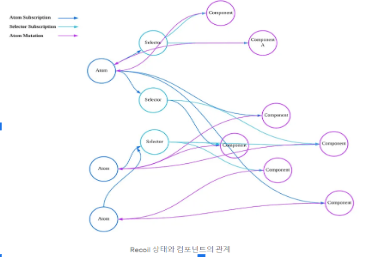 Atom Subscription
Selector Subscription
Atom Mutation
Component
Selector
Component
A
Atom
Selector
Component
Selector
Component
Component
Atom
Component
Component
Atom
Recoil 상태와 컴포넌트의 관계